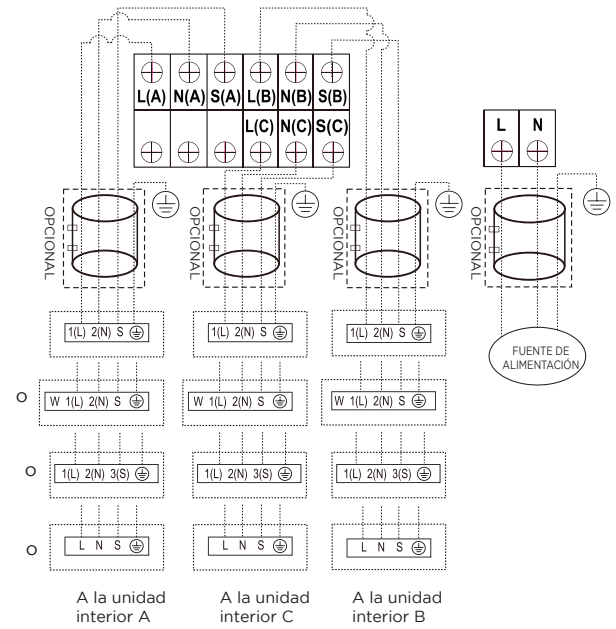 L(A) N(A) S(A) L(B) N(B) S(B)
L(C) N(C) S(C)
L N
OPCIONAL
OPCIONAL
OPCIONAL
OPCIONAL
FUENTE DE
ALIMENTACIÓN
1(L) 2(N) S
1(L) 2(N) S
1(L) 2(N) S
O
W 1(L) 2(N) S
W 1(L) 2(N) S
W 1(L) 2(N) S
O
1(L) 2(N) 3(S)
1(L) 2(N) 3(S)
1(L) 2(N) 3(S)
O
L N S
L N S
L N S
A la unidad
interior A
A la unidad
interior C
A la unidad
interior B